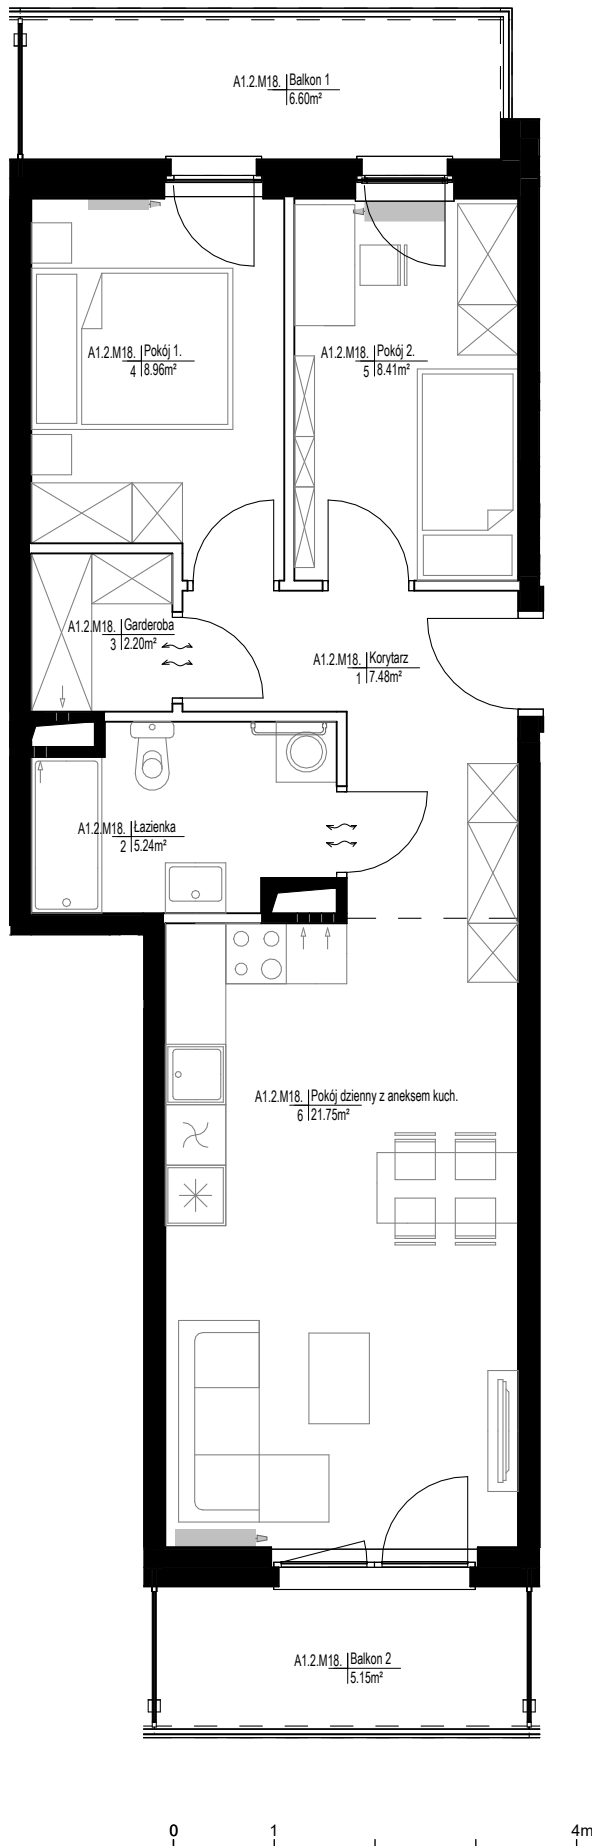 A1.2.M18. Balkon 1
6.60m²
A1.2.M18. Pokój 1.
4 8.96m²
A1.2.M18. Pokój 2.
5 8.41m²
A1.2.M18. Garderoba
3 2.20m²
A1.2.M18. Korytarz
1 7.48m²
A1.2.M18. Łazienka
2 5.24m²
A1.2.M18. Pokój dzienny z aneksem kuch.
6 21.75m²
A1.2.M18. Balkon 2
5.15m²
0 1 4m